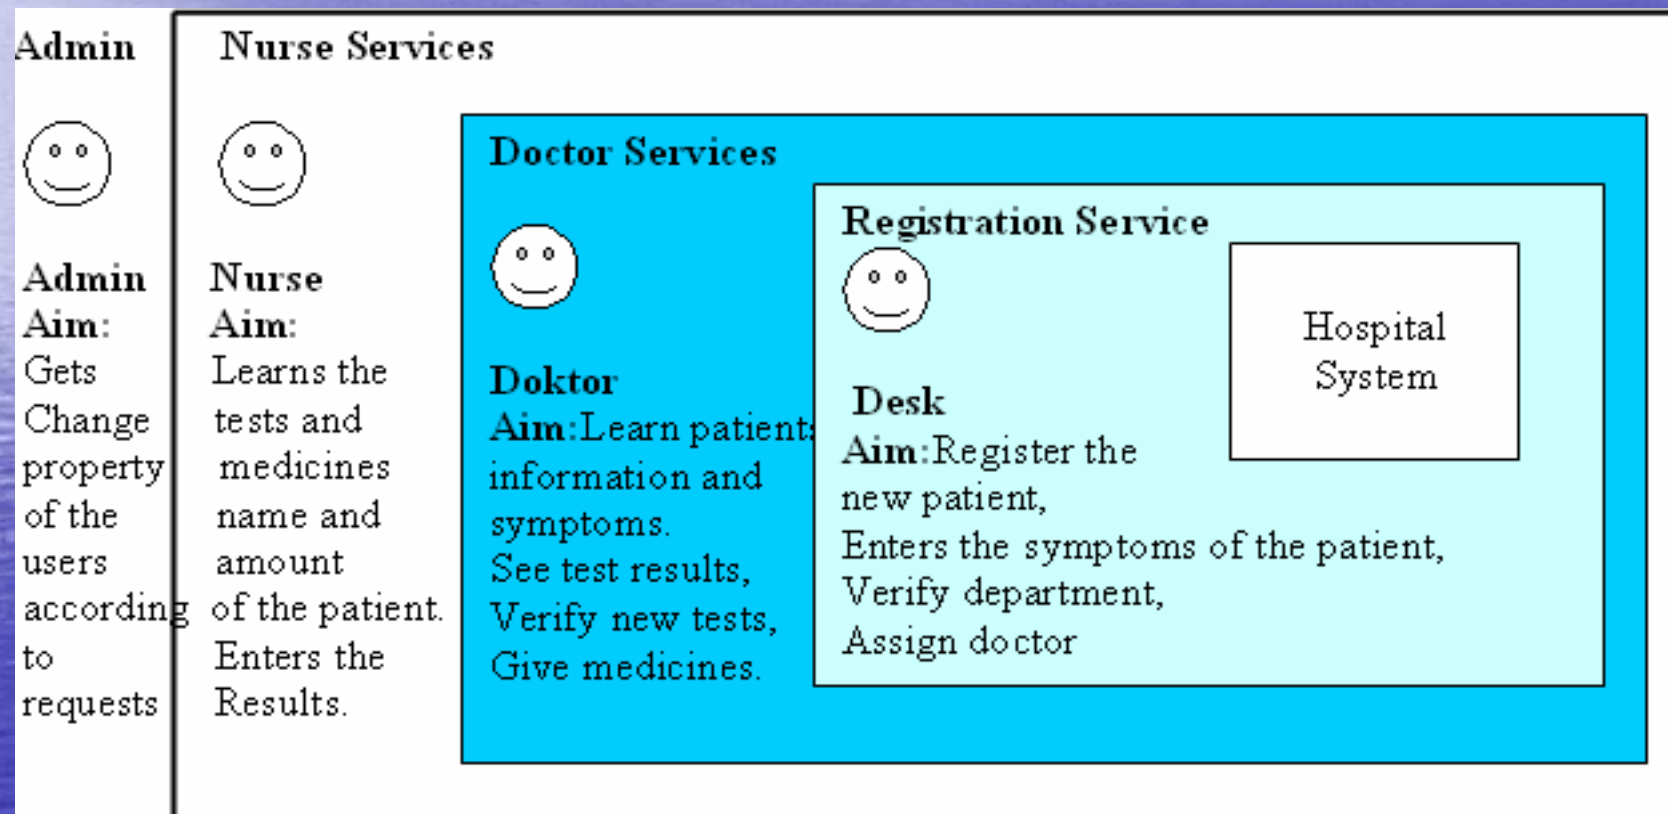 Admin
Admin
Aim:
Gets
Change
property
of the
users
according
to
requests
Nurse Services
Nurse
Aim:
Learns the
tests and
medicines
name and
amount
of the patient.
Enters the
Results.
Doctor Services
Doktor
Aim:Learn patients
information and
symptoms.
See test results,
Verify new tests,
Give medicines.
Registration Service
Desk
Aim:Register the
new patient,
Enters the symptoms of the patient,
Verify department,
Assign doctor
Hospital
System